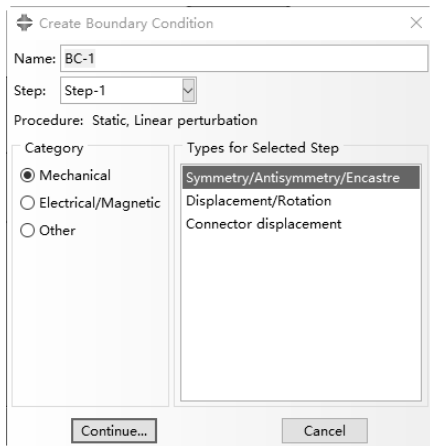 Create Boundary Condition
Name: BC-1
Step: Step-1
Procedure: Static, Linear perturbation
Category
Mechanical
Electrical/Magnetic
Other
Types for Selected Step
Symmetry/Antisymmetry/Encastre
Displacement/Rotation
Connector displacement
Continue... Cancel